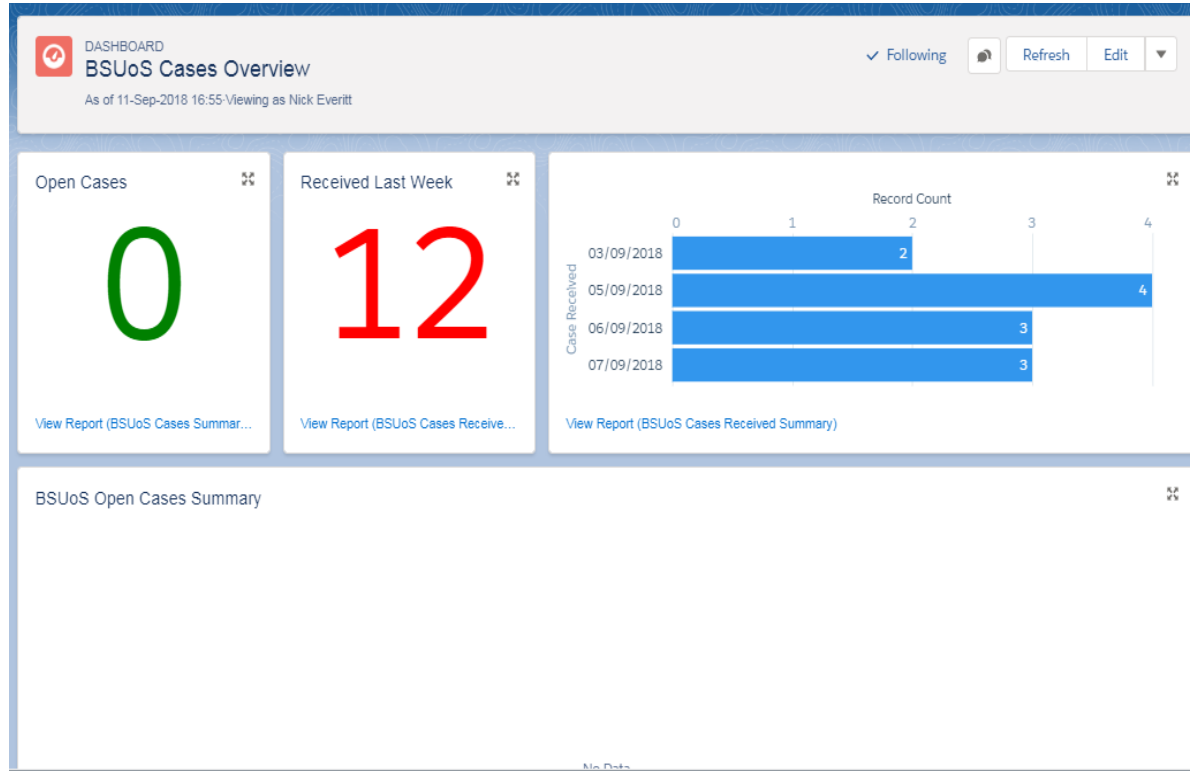 DASHBOARD
BSUoS Cases Overview
As of 11-Sep-2018 16:55·Viewing as Nick Everitt
Following
Refresh
Edit
Open Cases
0
View Report (BSUoS Cases Summar...
Received Last Week
12
View Report (BSUoS Cases Receive...
Record Count
0 1 2 3 4
Case Received
03/09/2018 2
05/09/2018 4
06/09/2018 3
07/09/2018 3
View Report (BSUoS Cases Received Summary)
BSUoS Open Cases Summary
No Data